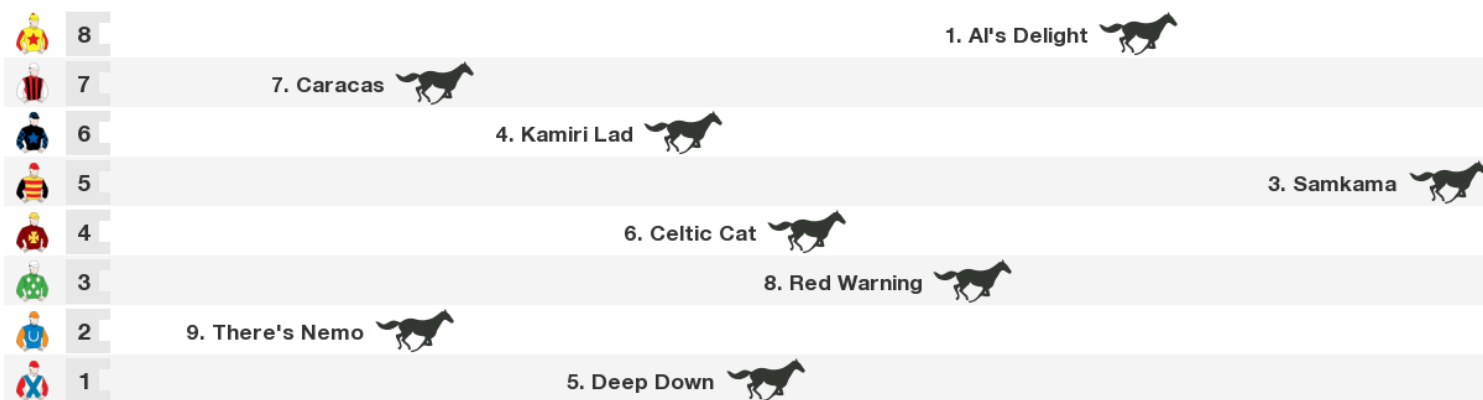 8 1. Al's Delight
7 7. Caracas
6 4. Kamiri Lad
5 3. Samkama
4 6. Celtic Cat
3 8. Red Warning
2 9. There's Nemo
1 5. Deep Down